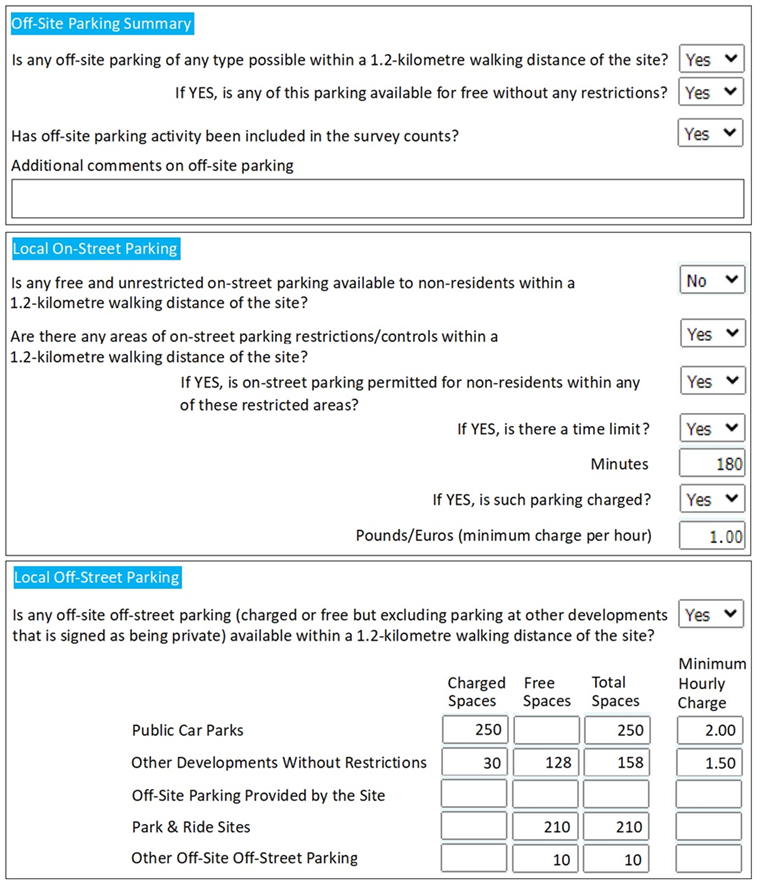 Off-Site Parking Summary
Is any off-site parking of any type possible within a 1.2-kilometre walking distance of the site? Yes
If YES, is any of this parking available for free without any restrictions? Yes
Has off-site parking activity been included in the survey counts? Yes
Additional comments on off-site parking
Local On-Street Parking
Is any free and unrestricted on-street parking available to non-residents within a
1.2-kilometre walking distance of the site?
No
Are there any areas of on-street parking restrictions/controls within a
1.2-kilometre walking distance of the site?
Yes
If YES, is on-street parking permitted for non-residents within any
of these restricted areas?
Yes
If YES, is there a time limit? Yes
Minutes 180
If YES, is such parking charged? Yes
Pounds/Euros (minimum charge per hour) 1.00
Local Off-Street Parking
Is any off-site off-street parking (charged or free but excluding parking at other developments
that is signed as being private) available within a 1.2-kilometre walking distance of the site?
Yes
Charged
Spaces
Free
Spaces
Total
Spaces
Minimum
Hourly
Charge
Public Car Parks 250 250 2.00
Other Developments Without Restrictions 30 128 158 1.50
Off-Site Parking Provided by the Site
Park & Ride Sites 210 210
Other Off-Site Off-Street Parking 10 10